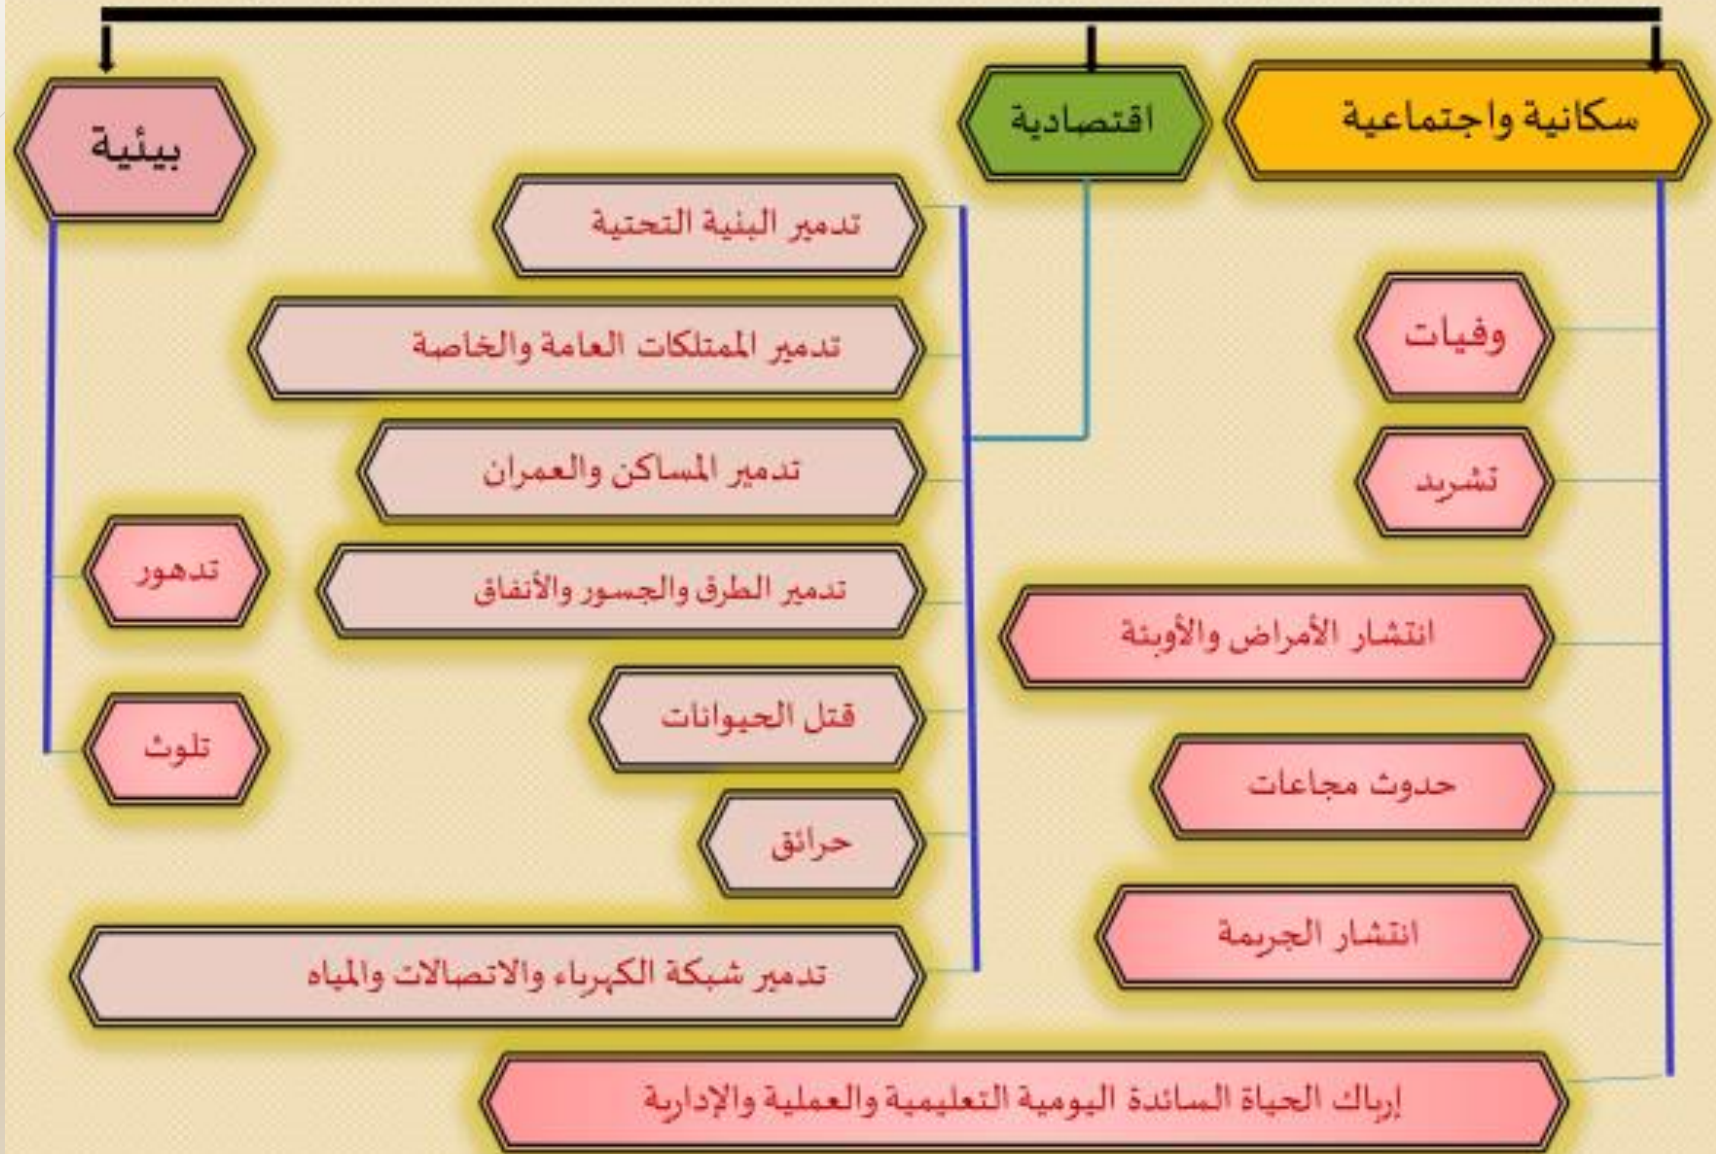 سكانية واجتماعية
وفيات
تشريد
انتشار الأمراض والأوبئة
حدوث مجاعات
انتشار الجريمة
إرباك الحياة السائدة اليومية التعليمية والعملية والإدارية
اقتصادية
تدمير البنية التحتية
تدمير الممتلكات العامة والخاصة
تدمير المساكن والعمران
تدمير الطرق والجسور والأنفاق
قتل الحيوانات
حرائق
تدمير شبكة الكهرباء والاتصالات والمياه
بيئية
تدهور
تلوث